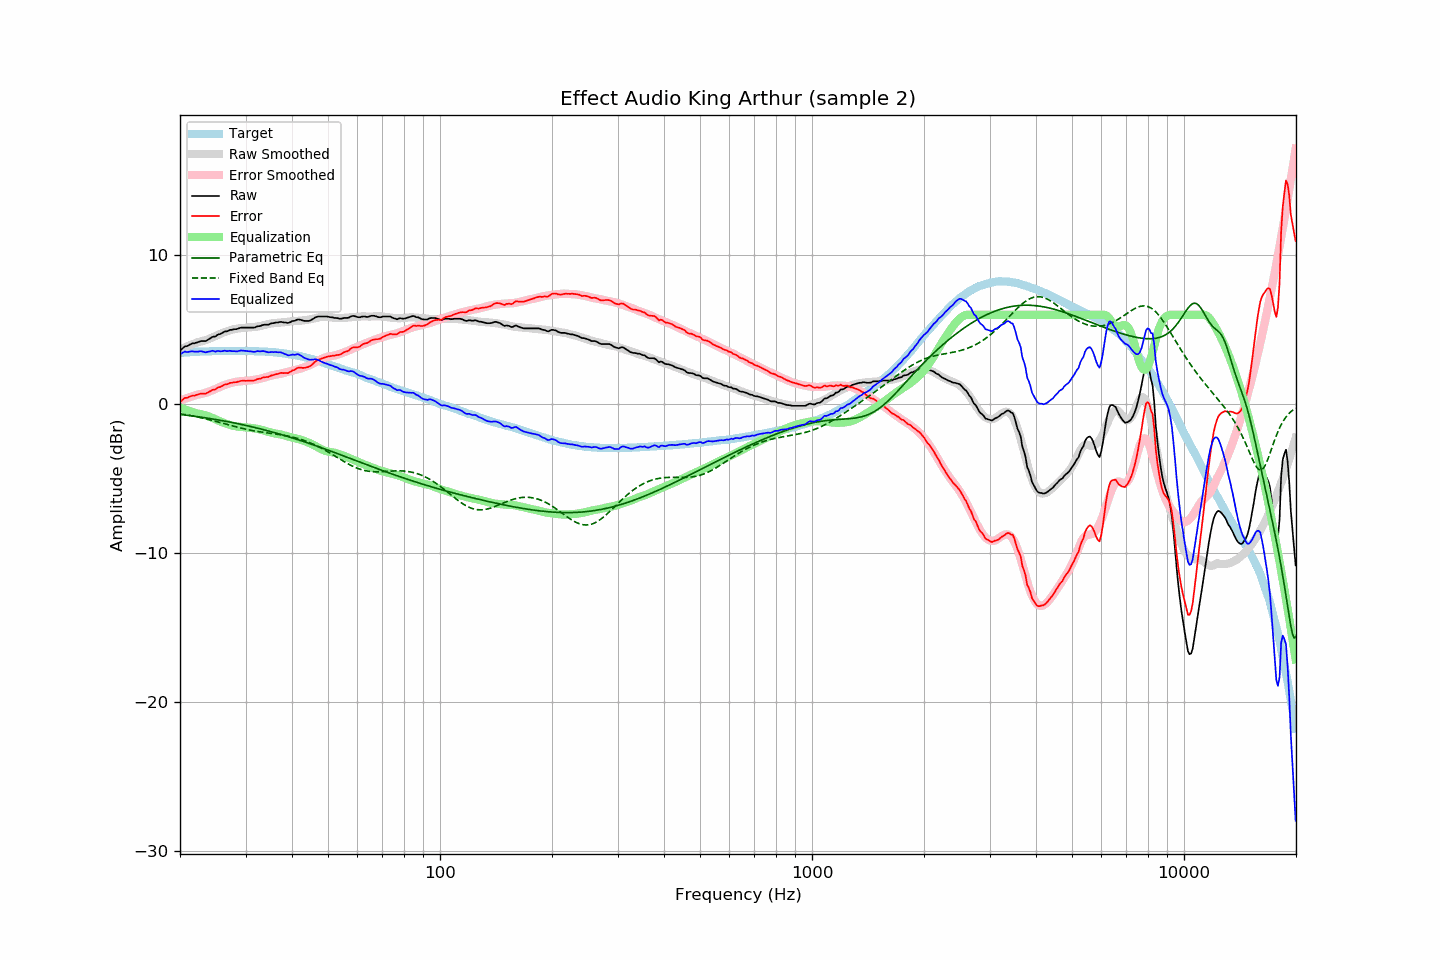 Effect Audio King Arthur (sample 2)
Target
Raw Smoothed
Error Smoothed
Raw
Error
Equalization
Parametric Eq
Fixed Band Eq
Equalized
10
0
−10
−20
−30
Amplitude (dBr)
100
1000
10000
Frequency (Hz)